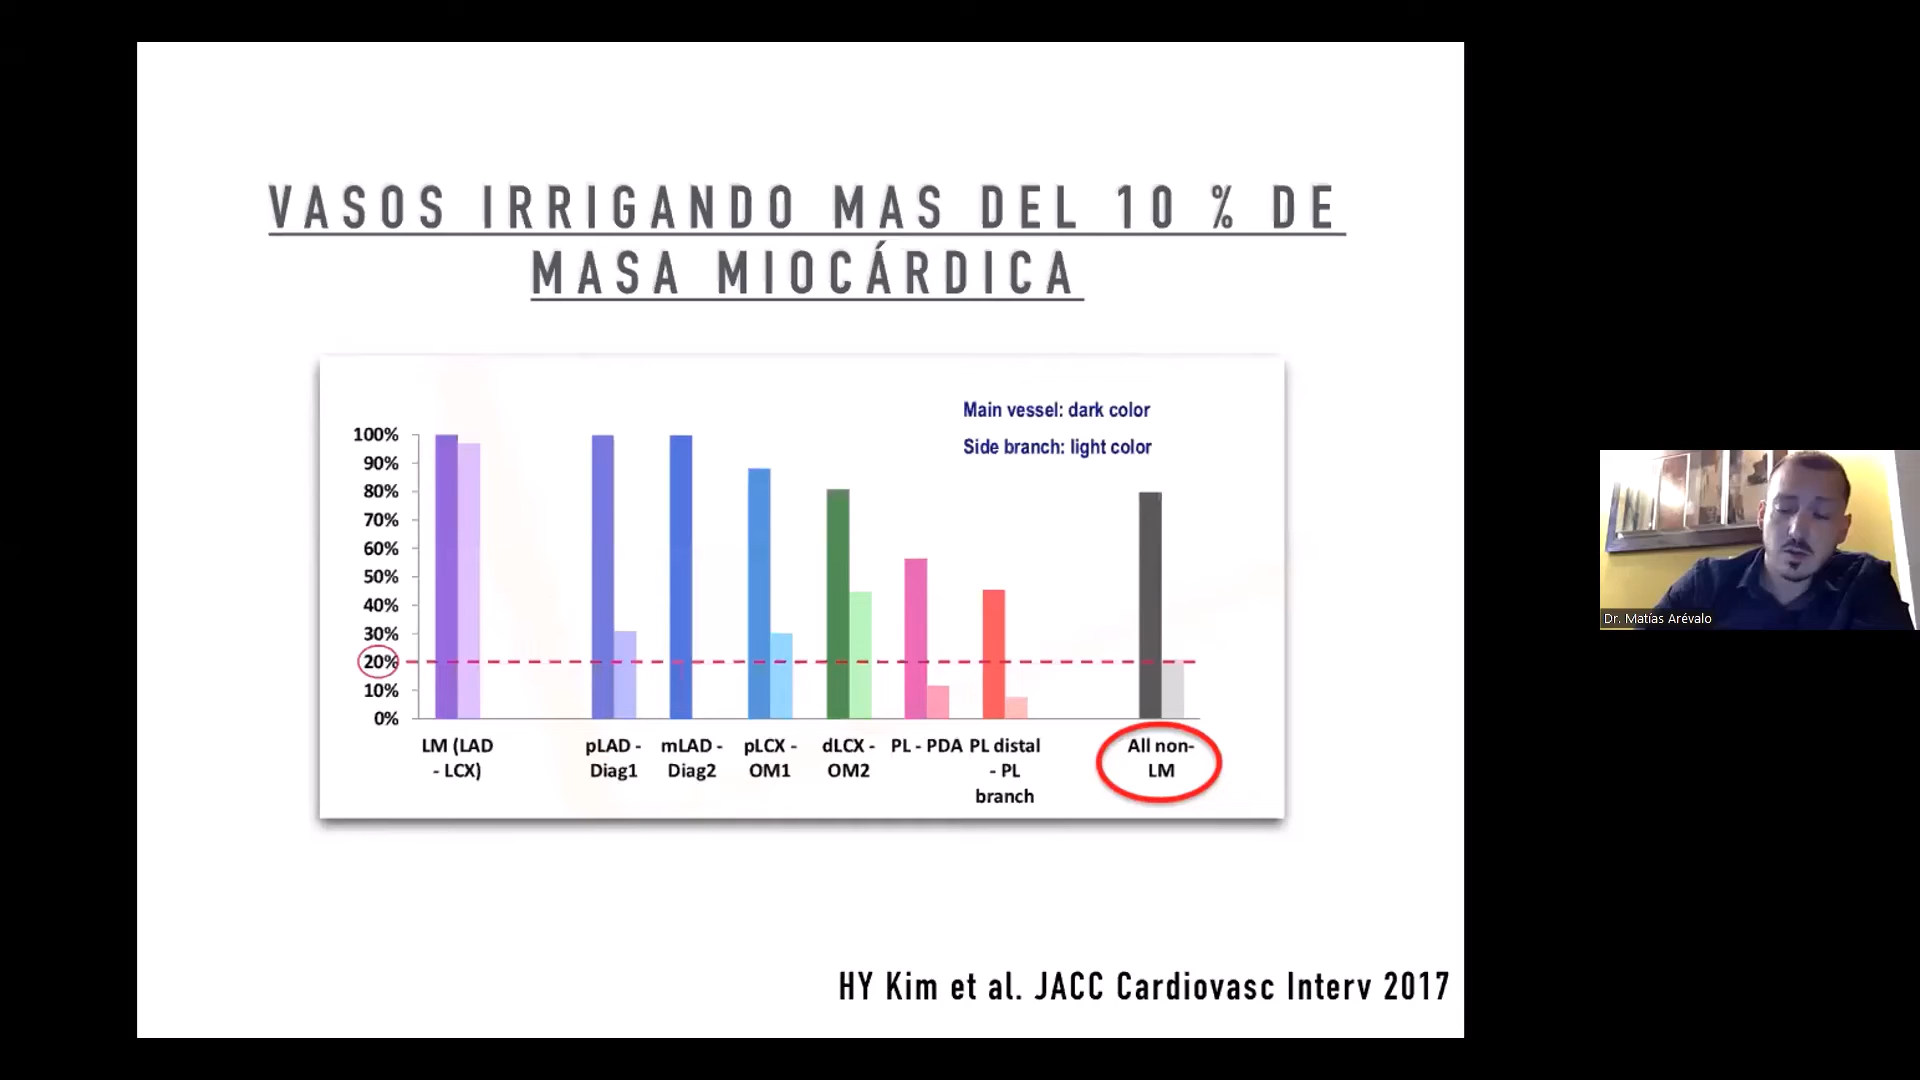 VASOS IRRIGANDO MAS DEL 10 % DE
MASA MIOCÁRDICA
Main vessel: dark color
Side branch: light color
100%
90%
80%
70%
60%
50%
40%
30%
20%
10%
0%
LM (LAD - LCX)
pLAD - Diag1
mLAD - Diag2
pLCX - OM1
dLCX - OM2
PL - PDA
PL distal - PL branch
All non-LM
HY Kim et al. JACC Cardiovasc Interv 2017
Dr. Matías Arévalo